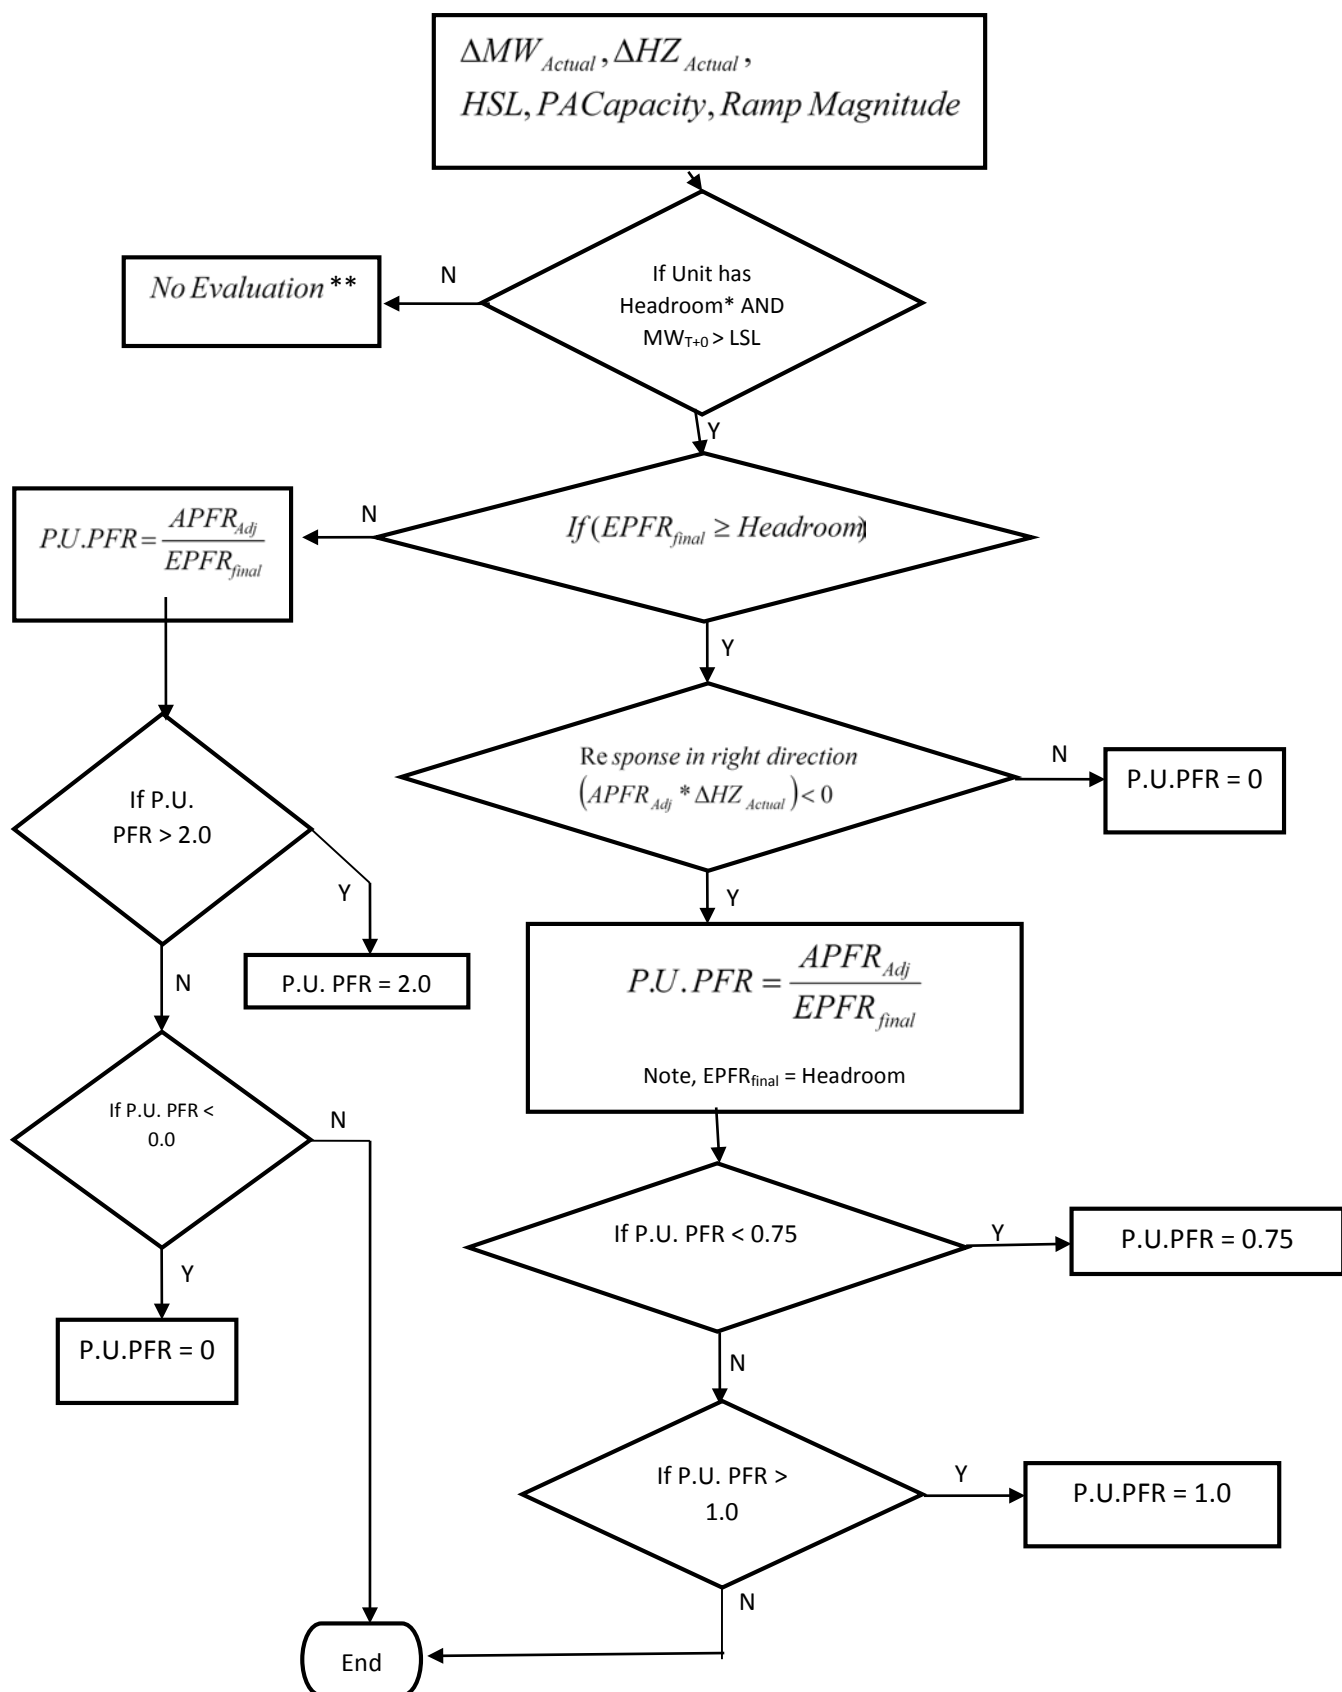 ΔMW_Actual, ΔHZ_Actual,
HSL, PACapacity, Ramp Magnitude
If Unit has
Headroom* AND
MW_T+0 > LSL
N
No Evaluation **
Y
If (EPFR_final ≥ Headroom)
N
P.U.PFR = APFR_Adj
EPFR_final
Y
Re sponse in right direction
(APFR_Adj * ΔHZ_Actual) < 0
N
P.U.PFR = 0
If P.U.
PFR > 2.0
Y
P.U. PFR = 2.0
N
Y
P.U.PFR = APFR_Adj
EPFR_final
Note, EPFR_final = Headroom
If P.U. PFR <
0.0
N
Y
P.U.PFR = 0
If P.U. PFR < 0.75
Y
P.U.PFR = 0.75
N
If P.U. PFR >
1.0
Y
P.U.PFR = 1.0
N
End